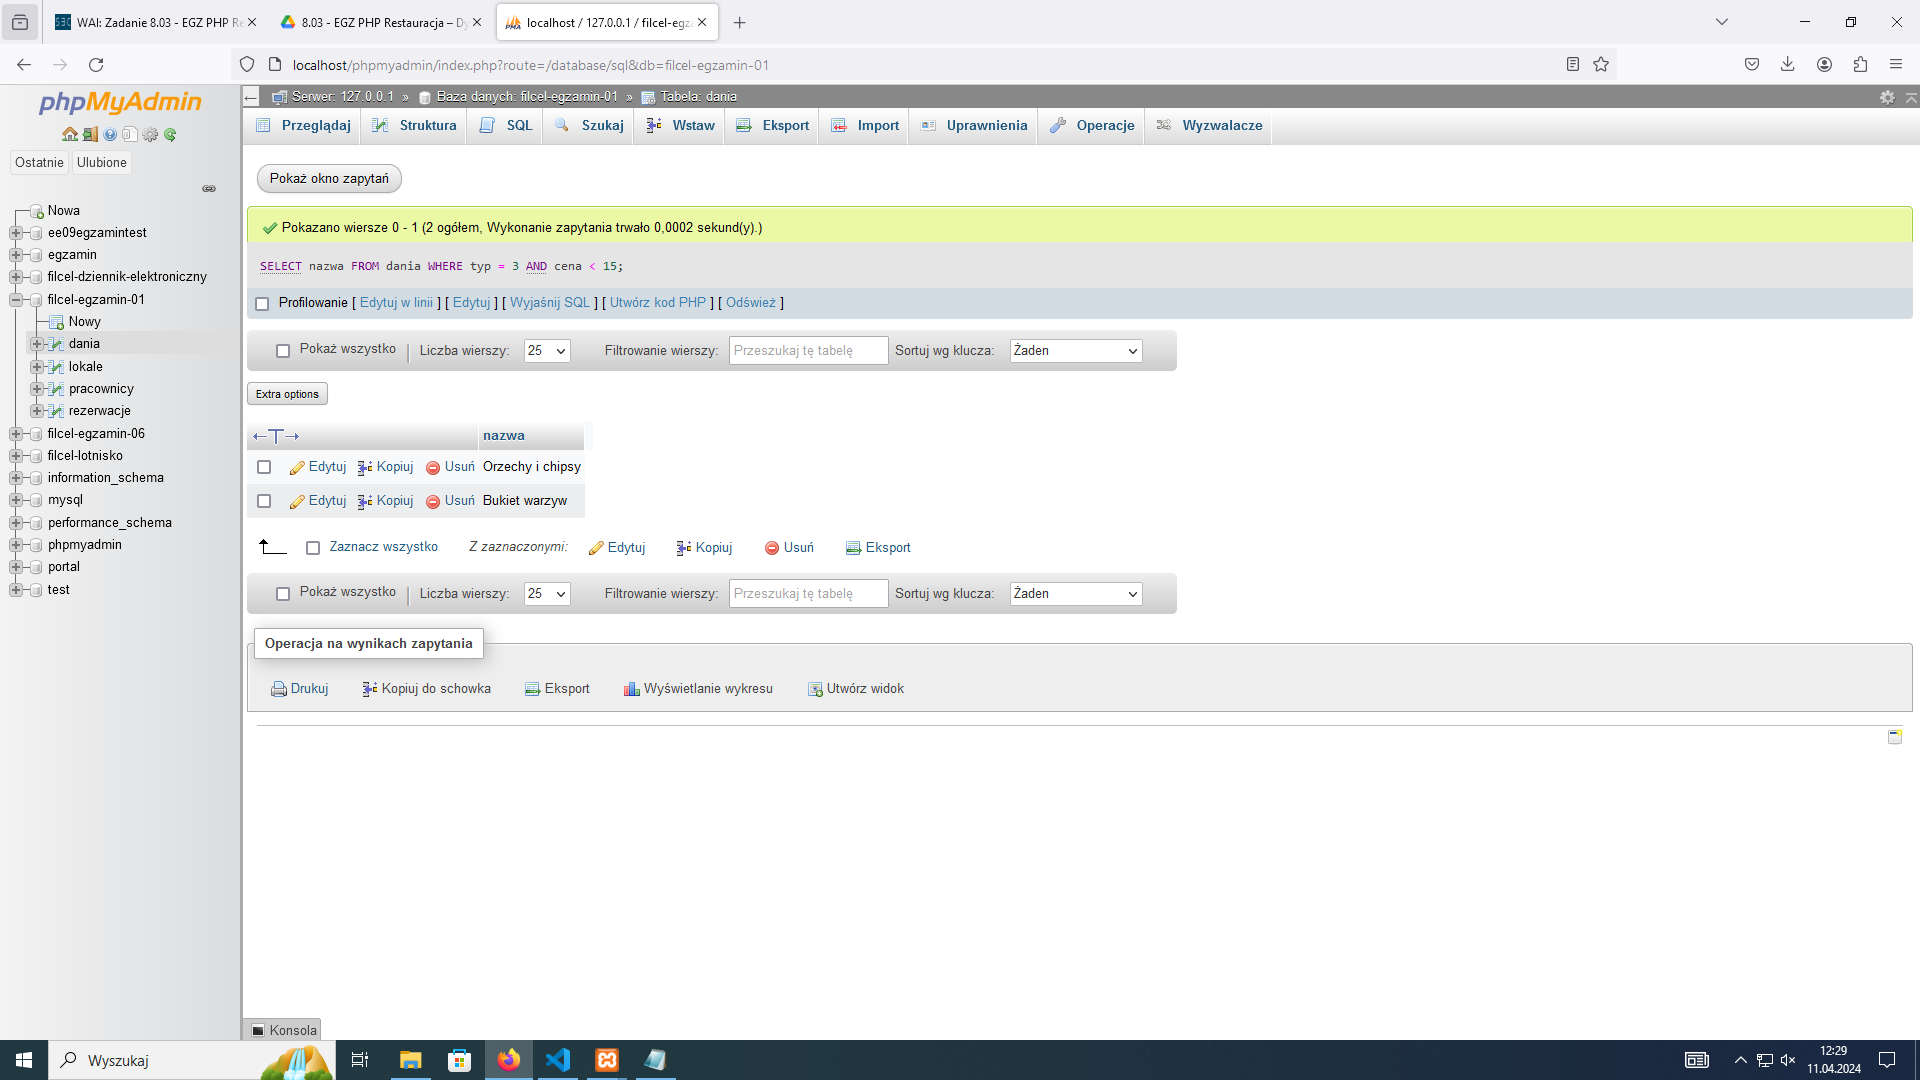 WAI: Zadanie 8.03 - EGZ PHP Re
8.03 - EGZ PHP Restauracja – Dy
localhost / 127.0.0.1 / filcel-egz
localhost/phpmyadmin/index.php?route=/database/sql&db=filcel-egzamin-01
phpMyAdmin
Ostatnie
Ulubione
Nowa
ee09egzamintest
egzamin
filcel-dziennik-elektroniczny
filcel-egzamin-01
Nowy
dania
lokale
pracownicy
rezerwacje
filcel-egzamin-06
filcel-lotnisko
information_schema
mysql
performance_schema
phpmyadmin
portal
test
Serwer: 127.0.0.1 » Baza danych: filcel-egzamin-01 » Tabela: dania
Przeglądaj
Struktura
SQL
Szukaj
Wstaw
Eksport
Import
Uprawnienia
Operacje
Wyzwalacze
Pokaż okno zapytań
Pokazano wiersze 0 - 1 (2 ogółem, Wykonanie zapytania trwało 0,0002 sekund(y).)
SELECT nazwa FROM dania WHERE typ = 3 AND cena < 15;
Profilowanie [ Edytuj w linii ] [ Edytuj ] [ Wyjaśnij SQL ] [ Utwórz kod PHP ] [ Odśwież ]
Pokaż wszystko | Liczba wierszy: 25 Filtrowanie wierszy: Przeszukaj tę tabelę Sortuj wg klucza: Żaden
Extra options
←T→ nazwa
Edytuj Kopiuj Usuń Orzechy i chipsy
Edytuj Kopiuj Usuń Bukiet warzyw
Zaznacz wszystko Z zaznaczonymi: Edytuj Kopiuj Usuń Eksport
Pokaż wszystko | Liczba wierszy: 25 Filtrowanie wierszy: Przeszukaj tę tabelę Sortuj wg klucza: Żaden
Operacja na wynikach zapytania
Drukuj Kopiuj do schowka Eksport Wyświetlanie wykresu Utwórz widok
Konsola
Wyszukaj
12:29
11.04.2024